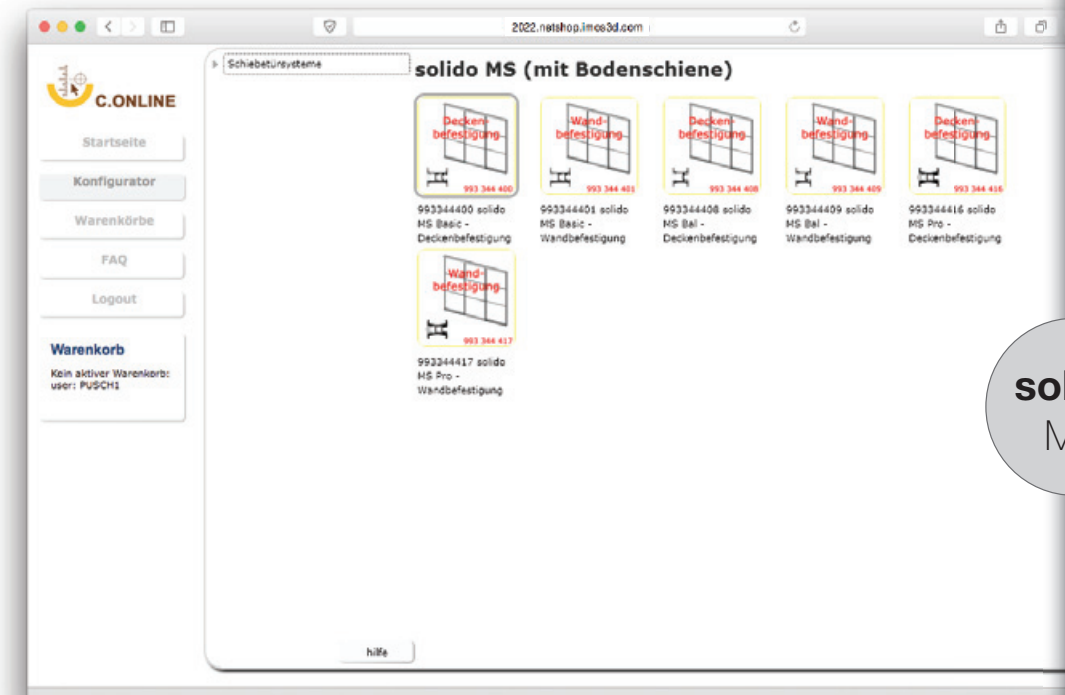 2022.netshop.imos3d.com
C.ONLINE
Startseite
Konfigurator
Warenkörbe
FAQ
Logout
Warenkorb
Kein aktiver Warenkorb:
user: PUSCH1
Schiebetürsysteme
solido MS (mit Bodenschiene)
Decken-
befestigung
993 344 400
993344400 solido
MS Basic -
Deckenbefestigung
Wand-
befestigung
993 344 401
993344401 solido
MS Basic -
Wandbefestigung
Decken-
befestigung
993 344 408
993344408 solido
MS Bal -
Deckenbefestigung
Wand-
befestigung
993 344 409
993344409 solido
MS Bal -
Wandbefestigung
Decken-
befestigung
993 344 416
993344416 solido
MS Pro -
Deckenbefestigung
Wand-
befestigung
993 344 417
993344417 solido
MS Pro -
Wandbefestigung
hilfe